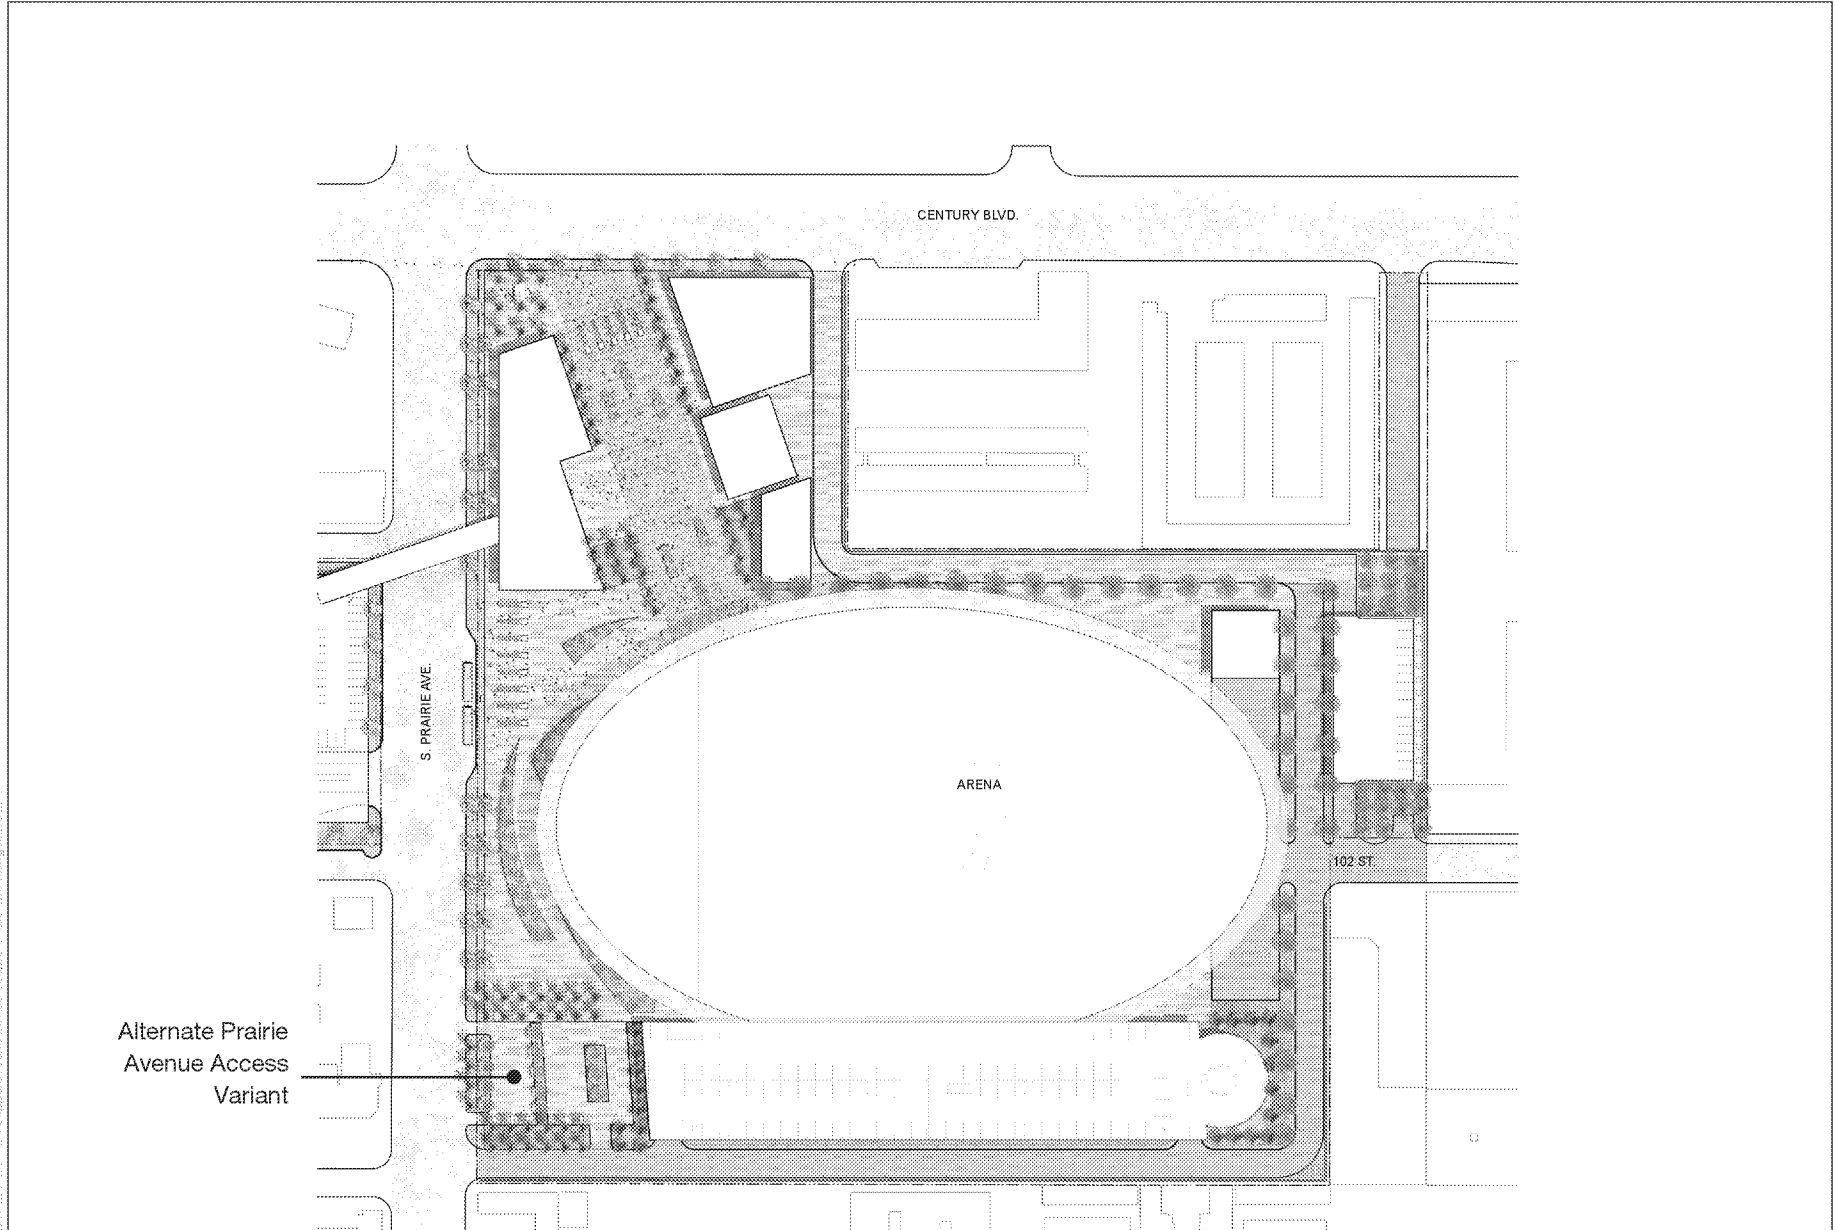 CENTURY BLVD.
S. PRAIRIE AVE.
ARENA
102 ST.
Alternate Prairie
Avenue Access
Variant